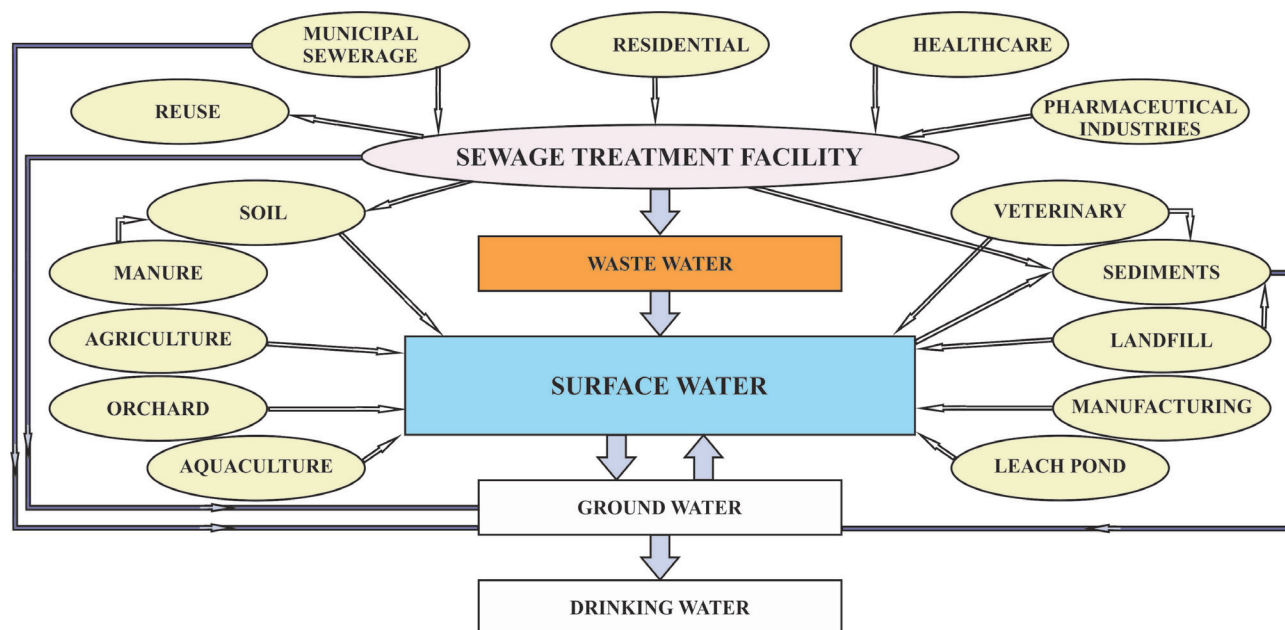 MUNICIPAL
SEWERAGE
RESIDENTIAL
HEALTHCARE
REUSE
PHARMACEUTICAL
INDUSTRIES
SEWAGE TREATMENT FACILITY
SOIL
VETERINARY
MANURE
WASTE WATER
SEDIMENTS
AGRICULTURE
LANDFILL
SURFACE WATER
ORCHARD
MANUFACTURING
AQUACULTURE
LEACH POND
GROUND WATER
DRINKING WATER